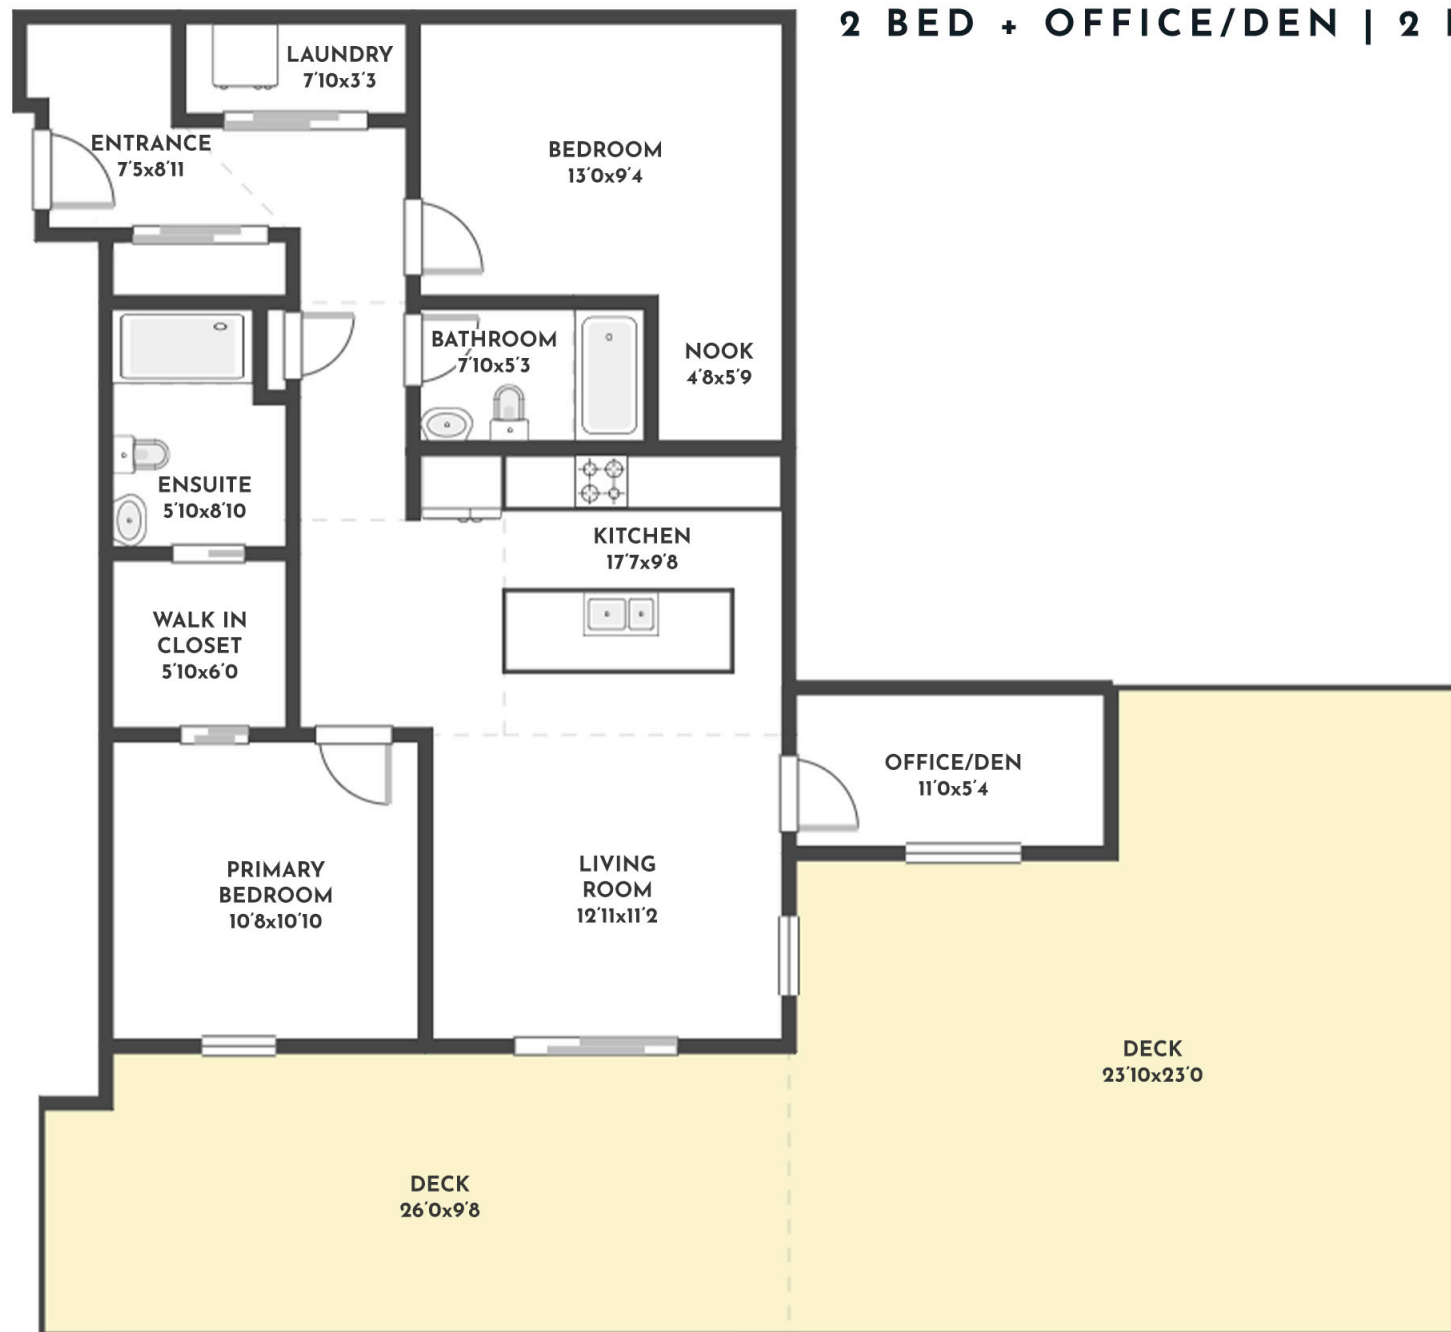 2 BED + OFFICE/DEN | 2
LAUNDRY
7'10x3'3
ENTRANCE
7'5x8'11
BEDROOM
13'0x9'4
BATHROOM
7'10x5'3
NOOK
4'8x5'9
ENSUITE
5'10x8'10
KITCHEN
17'7x9'8
WALK IN
CLOSET
5'10x6'0
OFFICE/DEN
11'0x5'4
PRIMARY
BEDROOM
10'8x10'10
LIVING
ROOM
12'11x11'2
DECK
23'10x23'0
DECK
26'0x9'8